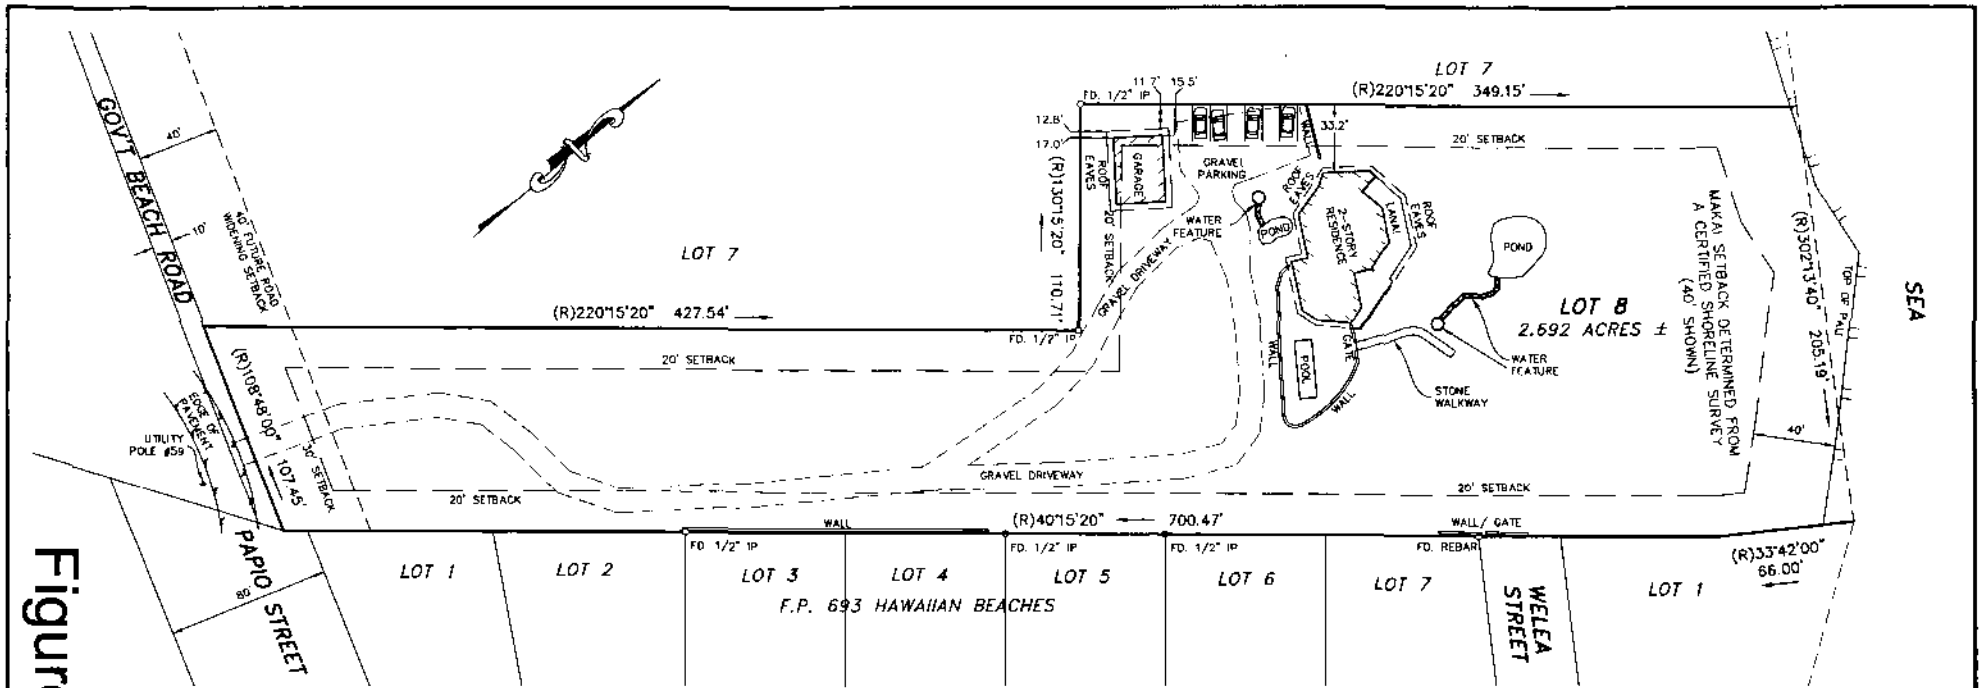 LOT 7
(R)220°15'20" 349.15'
11.7' 15.5'
FD. 1/2" IP
12.8'
17.0'
33.2'
20' SETBACK
WALL
GRAVEL
PARKING
GARAGE
ROOF
EAVES
(R)130°15'20" 110.71'
20' SETBACK
ROOF
EAVES
2-STORY
RESIDENCE
LANAI
ROOF
EAVES
WATER
FEATURE
POND
POND
GRAVEL DRIVEWAY
GOV'T BEACH ROAD
40'
10'
40' FUTURE ROAD
WIDENING SETBACK
LOT 7
(R)220°15'20" 427.54'
FD. 1/2" IP
20' SETBACK
LOT 8
2.692 ACRES ±
MAKAI SETBACK DETERMINED FROM
A CERTIFIED SHORELINE SURVEY
(40' SHOWN)
(R)302°13'40" 205.19'
TOP OF PALI
SEA
WATER
FEATURE
STONE
WALKWAY
GATE
WALL
POOL
WALL
40'
(R)108°48'00" 107.45'
EDGE OF
PAVEMENT
UTILITY
POLE #59
30' SETBACK
20' SETBACK
GRAVEL DRIVEWAY
20' SETBACK
WALL
(R)40°15'20" 700.47'
WALL/ GATE
FD 1/2" IP
FD. 1/2" IP
FD. 1/2" IP
FD. REBAR
(R)33°42'00"
66.00'
PAPIO STREET
80'
LOT 1
LOT 2
LOT 3
LOT 4
LOT 5
LOT 6
LOT 7
WELEA
STREET
LOT 1
F.P. 693 HAWAIIAN BEACHES
Figure